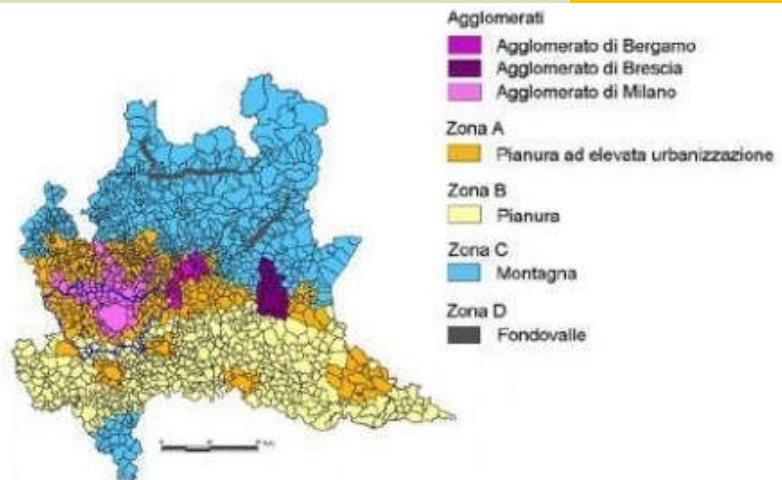 Agglomerati
Agglomerato di Bergamo
Agglomerato di Brescia
Agglomerato di Milano
Zona A
Pianura ad elevata urbanizzazione
Zona B
Pianura
Zona C
Montagna
Zona D
Fondovalle